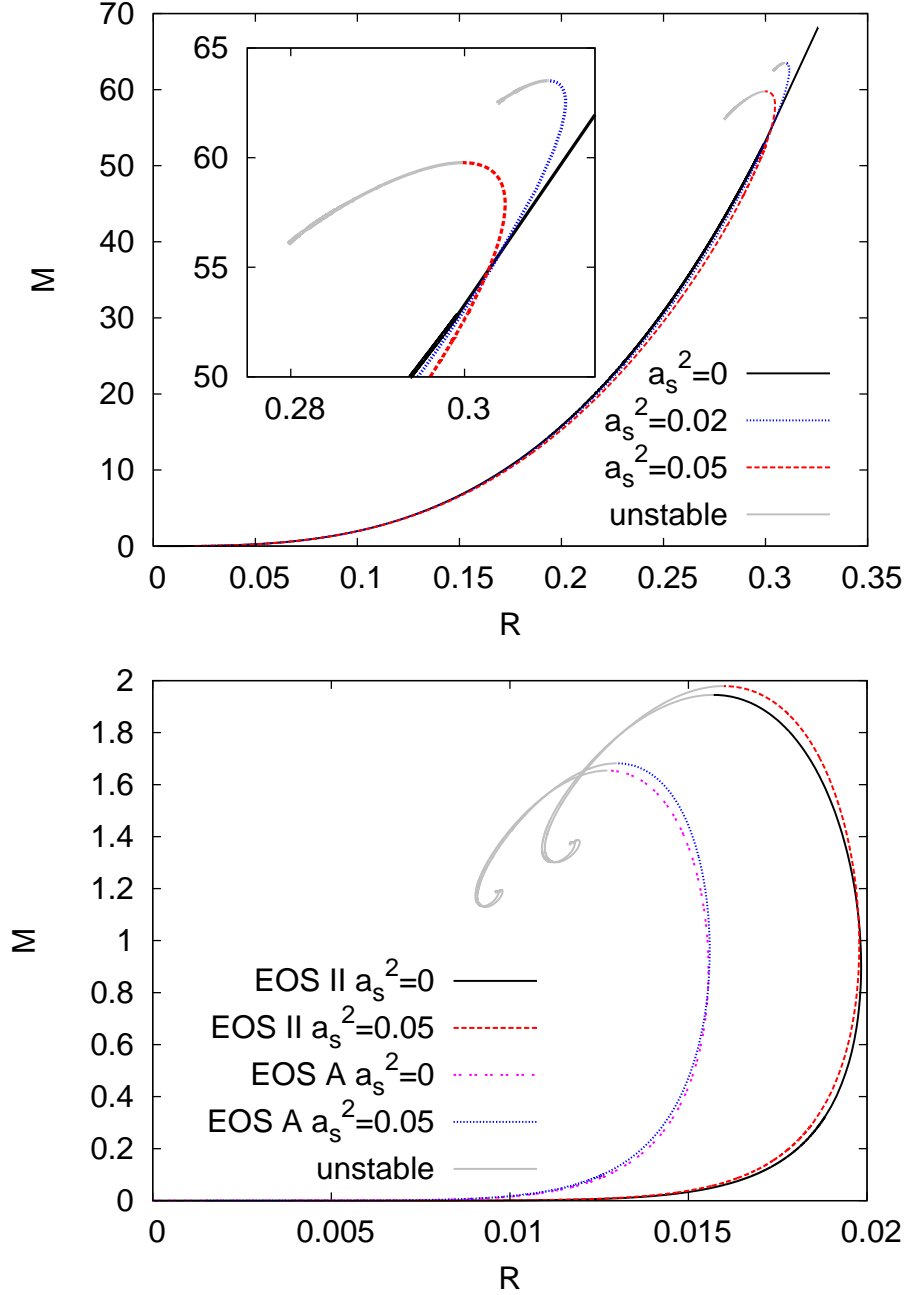 70
60
50
40
30
20
10
0
M
65
60
55
50
0.28 0.3
a_s^2=0
a_s^2=0.02
a_s^2=0.05
unstable
0 0.05 0.1 0.15 0.2 0.25 0.3 0.35
R
2
1.8
1.6
1.4
1.2
1
0.8
0.6
0.4
0.2
0
M
EOS II a_s^2=0
EOS II a_s^2=0.05
EOS A a_s^2=0
EOS A a_s^2=0.05
unstable
0 0.005 0.01 0.015 0.02
R